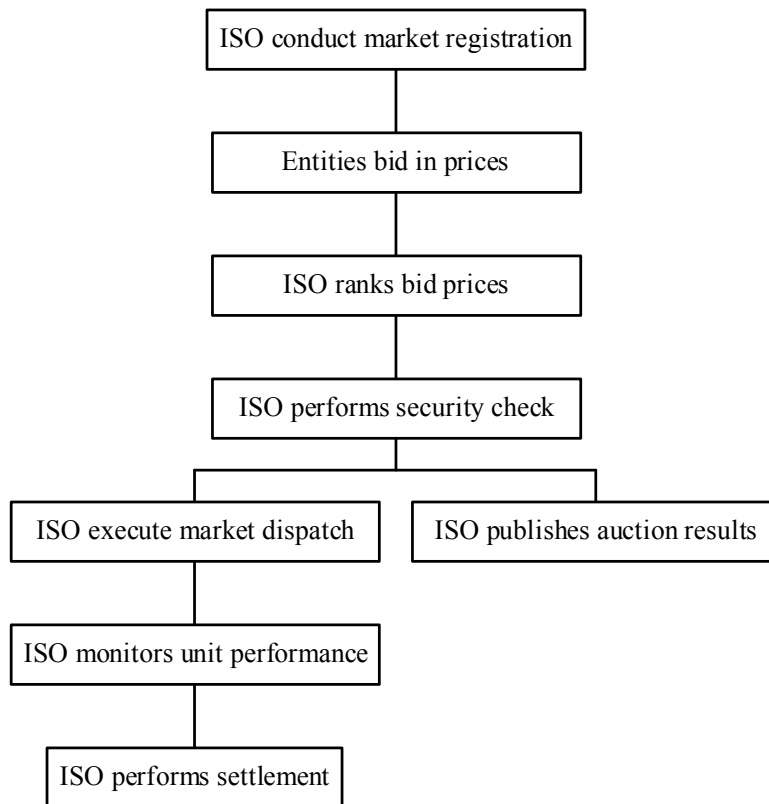 ISO conduct market registration
Entities bid in prices
ISO ranks bid prices
ISO performs security check
ISO execute market dispatch
ISO publishes auction results
ISO monitors unit performance
ISO performs settlement